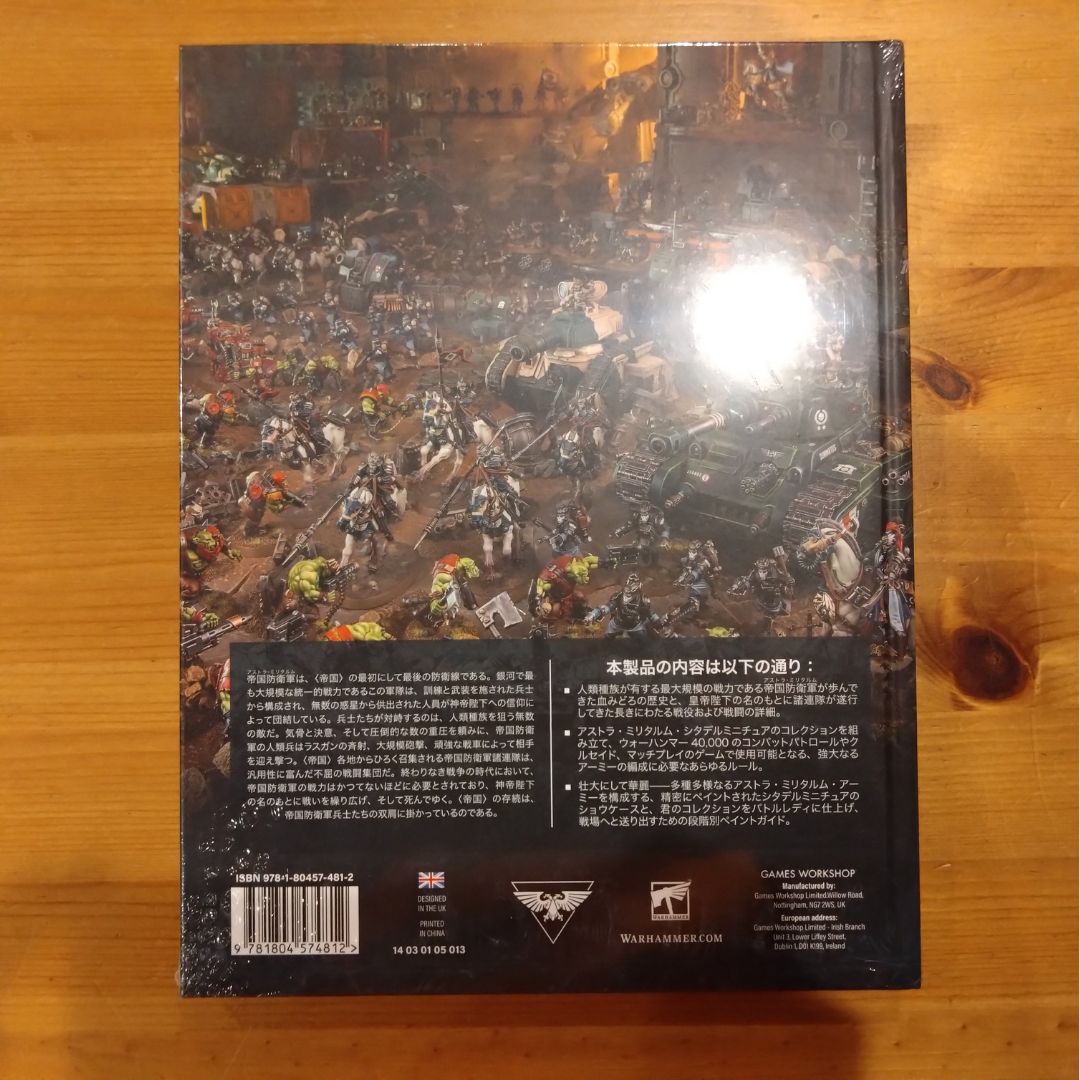 アストラ・ミリタルム
帝国防衛軍は、〈帝国〉の最初にして最後の防衛線である。銀河で最
も大規模な統一的戦力であるこの軍隊は、訓練と武装を施された兵士
から構成され、無数の惑星から供出された人員が神帝陛下への信仰に
よって団結している。兵士たちが対峙するのは、人類種族を狙う無数
の敵だ。気骨と決意、そして圧倒的な数の重圧を頼みに、帝国防衛
軍の人類兵はラスガンの斉射、大規模砲撃、頑強な戦車によって相手
を迎え撃つ。〈帝国〉各地からひろく召集される帝国防衛軍諸連隊は、
汎用性に富んだ不屈の戦闘集団だ。終わりなき戦争の時代において、
帝国防衛軍の戦力はかつてないほどに必要とされており、神帝陛下
の名のもとに戦いを繰り広げ、そして死んでゆく。〈帝国〉の存続は、
帝国防衛軍兵士たちの双肩に掛かっているのである。
本製品の内容は以下の通り：
アストラ・ミリタルム
■ 人類種族が有する最大規模の戦力である帝国防衛軍が歩んで
きた血みどろの歴史と、皇帝陛下の名のもとに諸連隊が遂行
してきた長きにわたる戦役および戦闘の詳細。
■ アストラ・ミリタルム・シタデルミニチュアのコレクションを組
み立て、ウォーハンマー 40,000 のコンバットパトロールやク
ルセイド、マッチプレイのゲームで使用可能となる、強大なる
アーミーの編成に必要なあらゆるルール。
■ 壮大にして華麗――多種多様なるアストラ・ミリタルム・アー
ミーを構成する、精密にペイントされたシタデルミニチュアの
ショウケースと、君のコレクションをバトルレディに仕上げ、
戦場へと送り出すための段階別ペイントガイド。
ISBN 978-1-80457-481-2
9 781804 574812 >
DESIGNED
IN THE UK
PRINTED
IN CHINA
14 03 01 05 013
WARHAMMER
WARHAMMER.COM
GAMES WORKSHOP
Manufactured by:
Games Workshop Limited,Willow Road,
Nottingham, NG7 2WS, UK
European address:
Games Workshop Limited - Irish Branch
Unit 3, Lower Liffey Street,
Dublin 1, D01 K199, Ireland